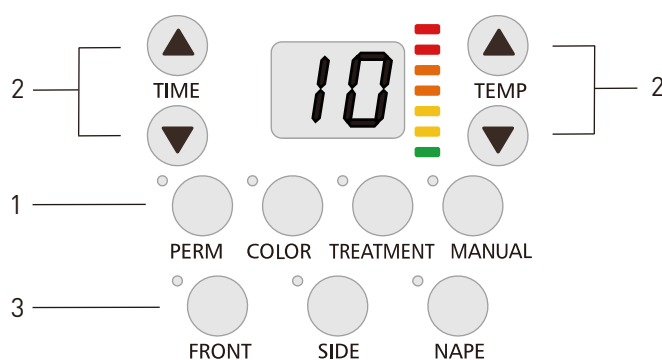 10
2 TIME TEMP 2
1
PERM COLOR TREATMENT MANUAL
3
FRONT SIDE NAPE